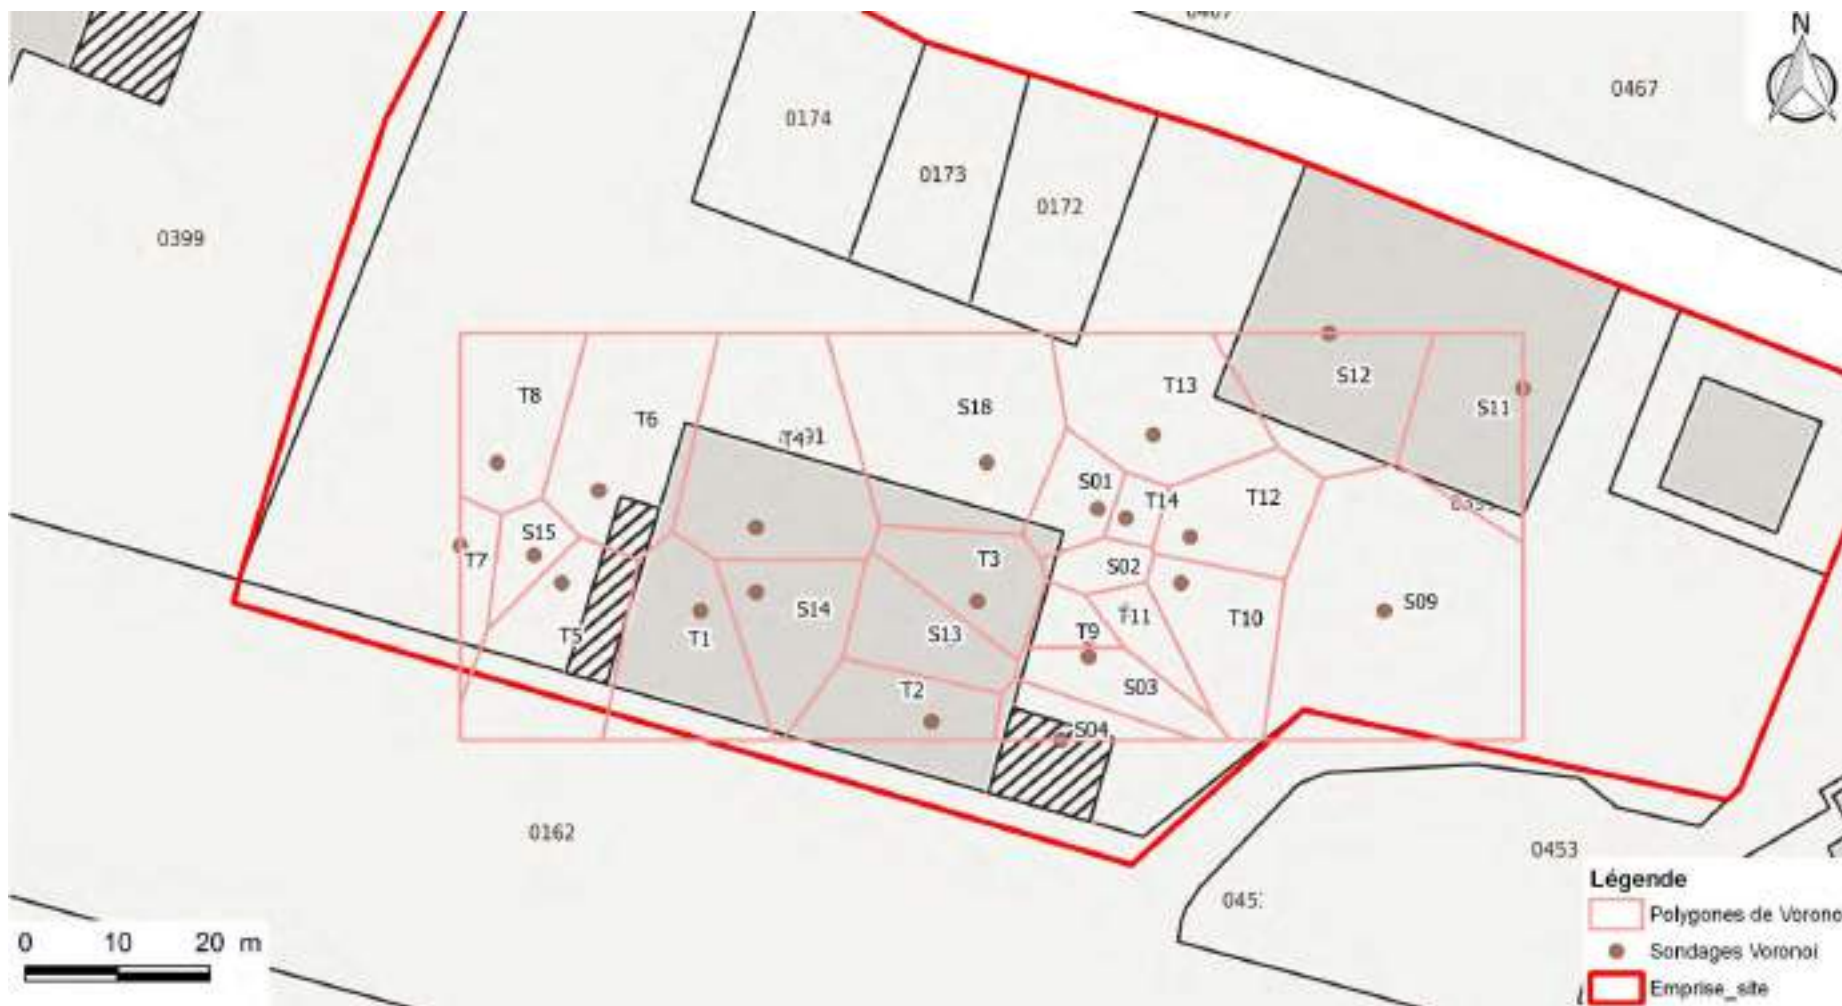 0467
N
0467
0174
0173
0172
0399
T8
T6
S18
T13
S12
S11
S01
T14
T12
S15
T7
T3
S02
S14
T1
T5
S13
T9
T11
T10
S09
T2
S03
S04
0162
0453
Légende
Polygones de Vorono
Sondages Voronoi
Emprise_site
0 10 20 m